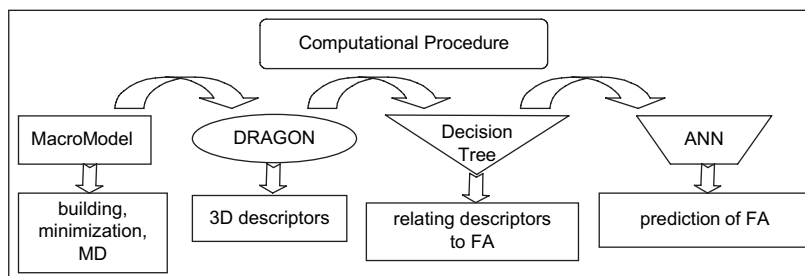 Computational Procedure
MacroModel
DRAGON
Decision
Tree
ANN
building,
minimization,
MD
3D descriptors
relating descriptors
to FA
prediction of FA